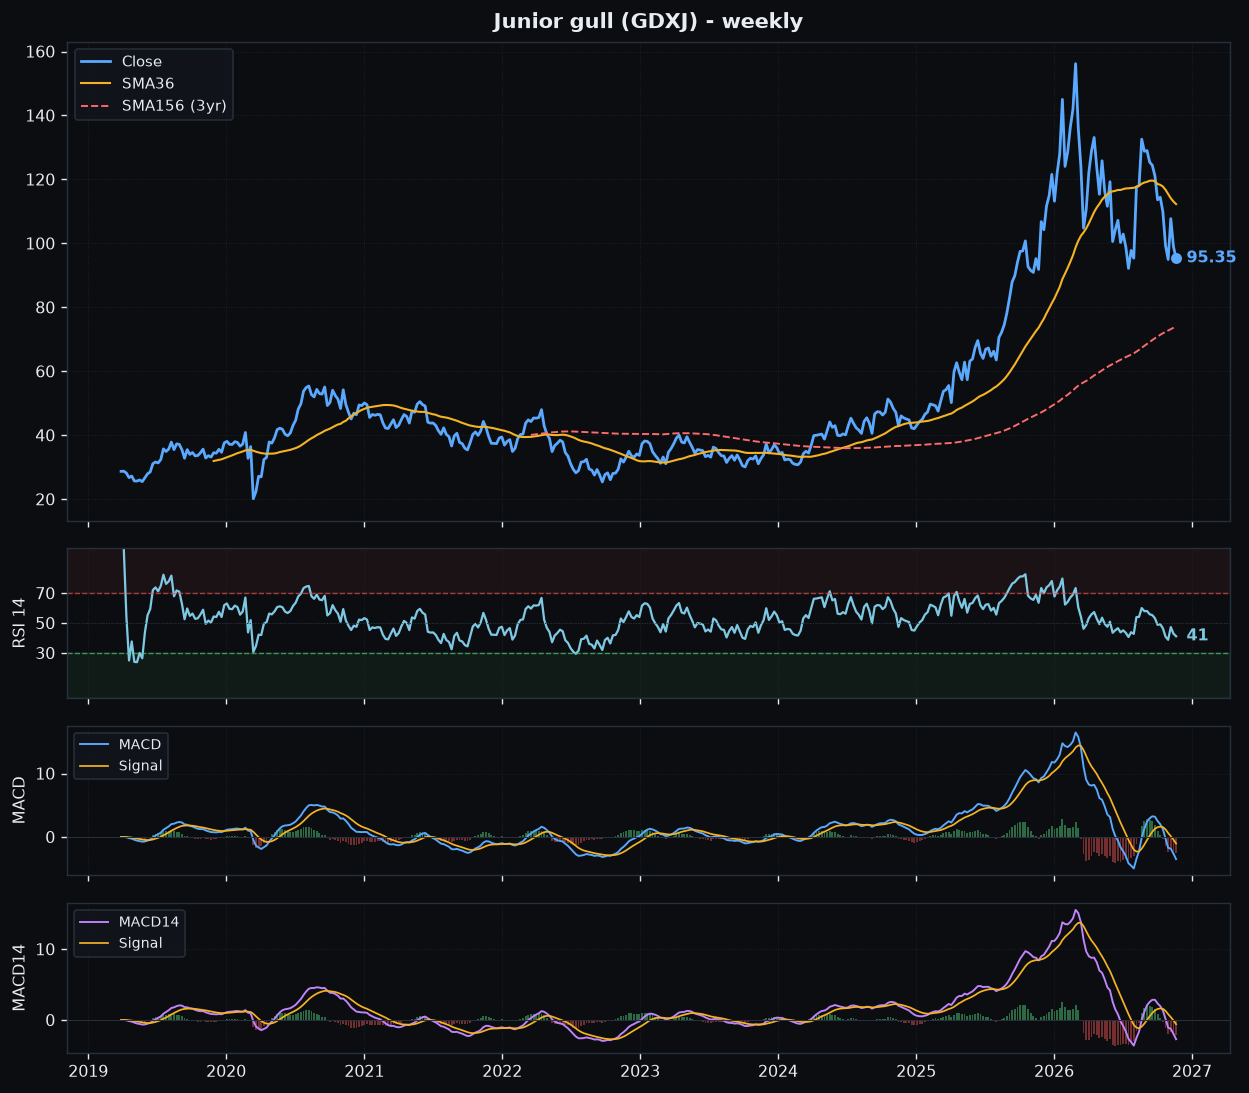 Junior gull (GDXJ) - weekly
Close
SMA36
SMA156 (3yr)
160
140
120
100
80
60
40
20
95.35
RSI 14
70
50
30
41
MACD
MACD
Signal
10
0
MACD14
MACD14
Signal
10
0
2019 2020 2021 2022 2023 2024 2025 2026 2027